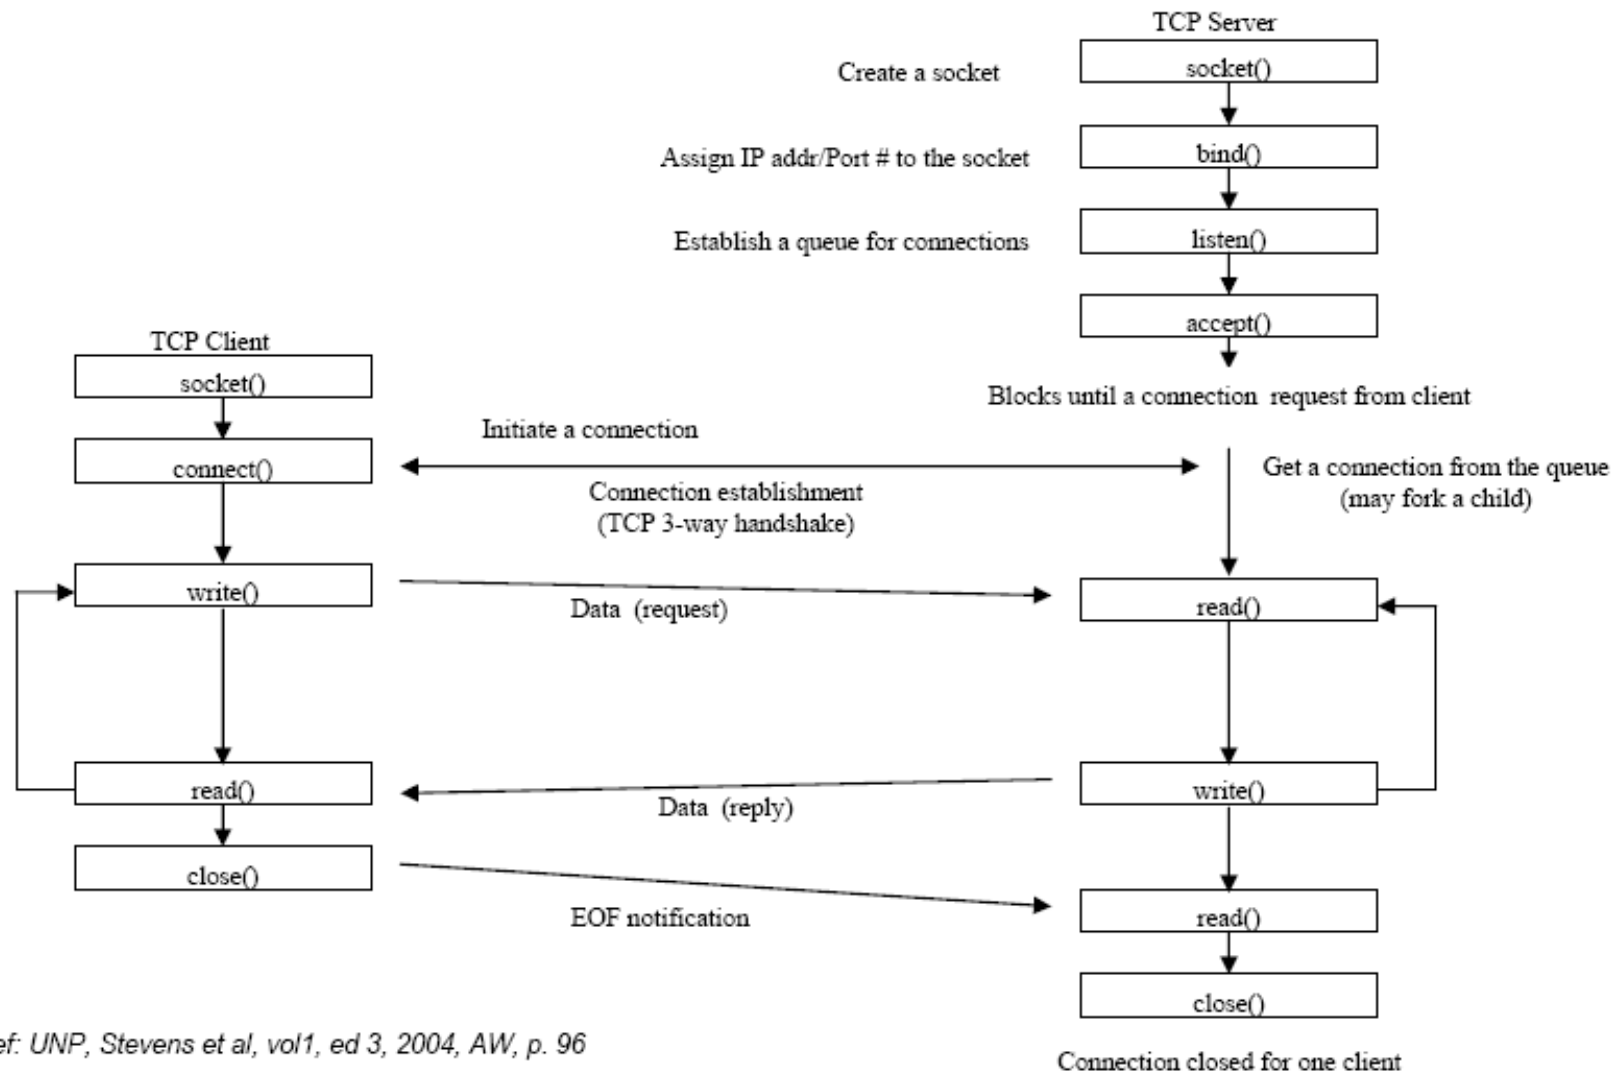 TCP Server
Create a socket
socket()
Assign IP addr/Port # to the socket
bind()
Establish a queue for connections
listen()
accept()
TCP Client
socket()
Blocks until a connection request from client
Initiate a connection
connect()
Get a connection from the queue
(may fork a child)
Connection establishment
(TCP 3-way handshake)
write()
Data (request)
read()
read()
Data (reply)
write()
close()
EOF notification
read()
close()
ef: UNP, Stevens et al, vol1, ed 3, 2004, AW, p. 96
Connection closed for one client